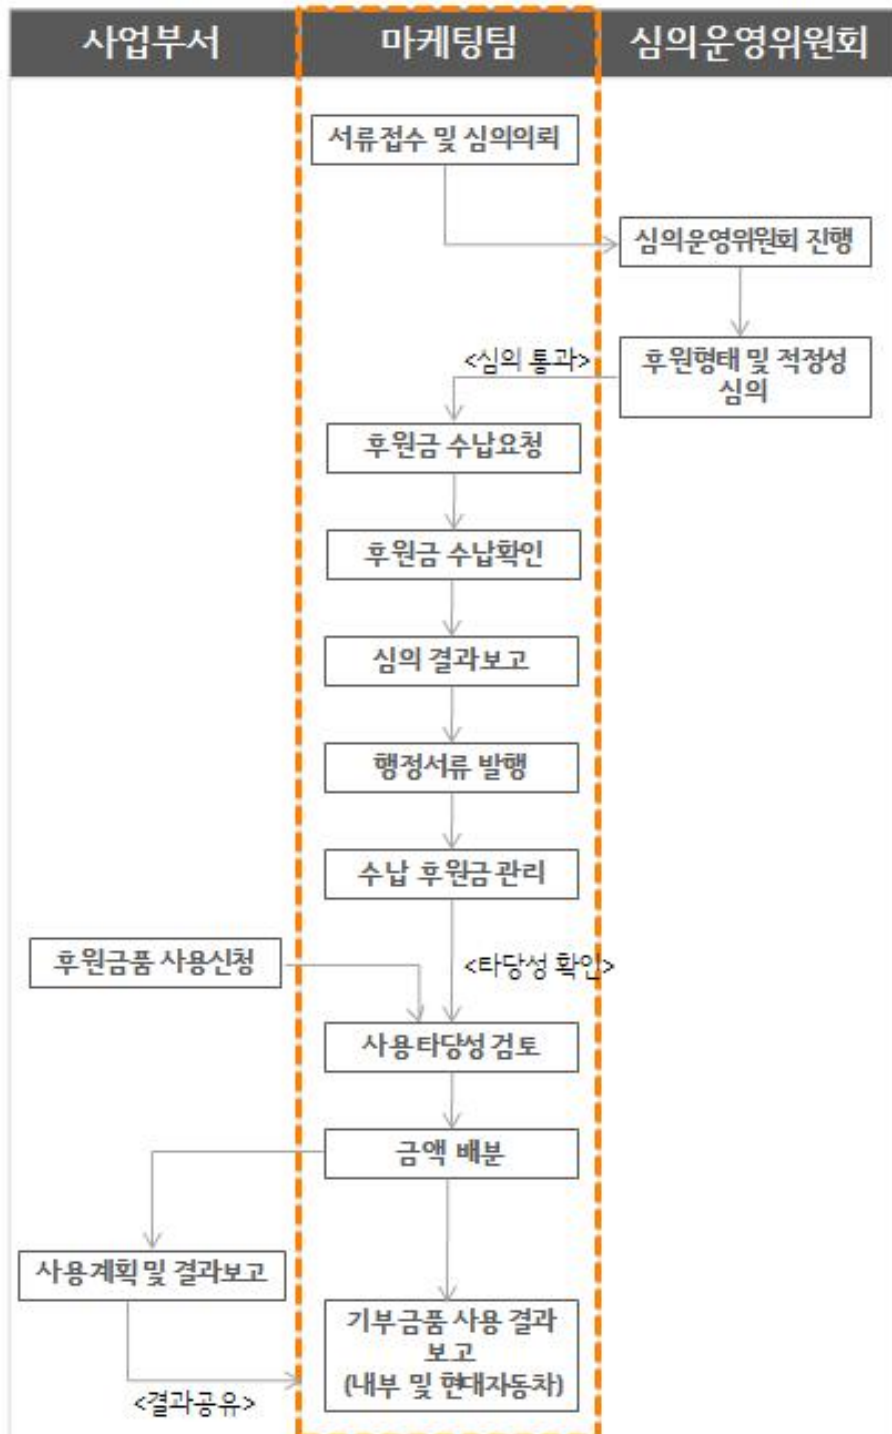 사업부서
마케팅팀
심의운영위원회
서류접수 및 심의의뢰
심의운영위원회 진행
<심의 통과>
후원형태 및 적정성
심의
후원금 수납요청
후원금 수납확인
심의 결과보고
행정서류 발행
수납 후원금 관리
후원금품 사용신청
<타당성 확인>
사용타당성 검토
금액 배분
사용계획 및 결과보고
기부금품 사용 결과
보고
(내부 및 현대자동차)
<결과공유>